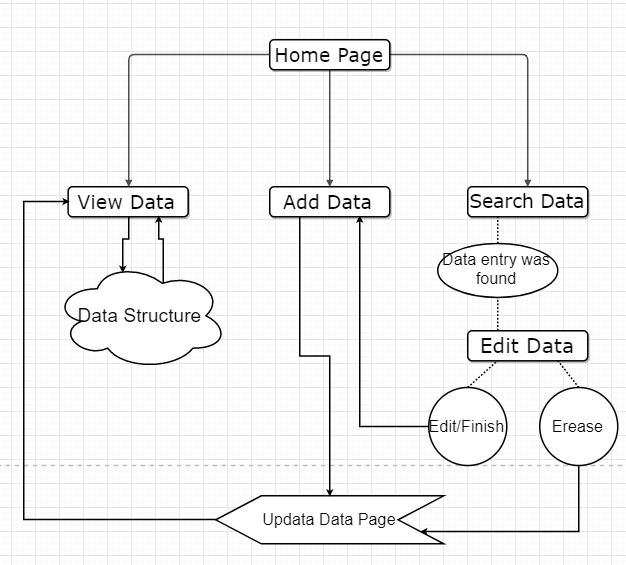 Home Page
View Data
Add Data
Search Data
Data entry was
found
Data Structure
Edit Data
Edit/Finish
Erease
Updata Data Page